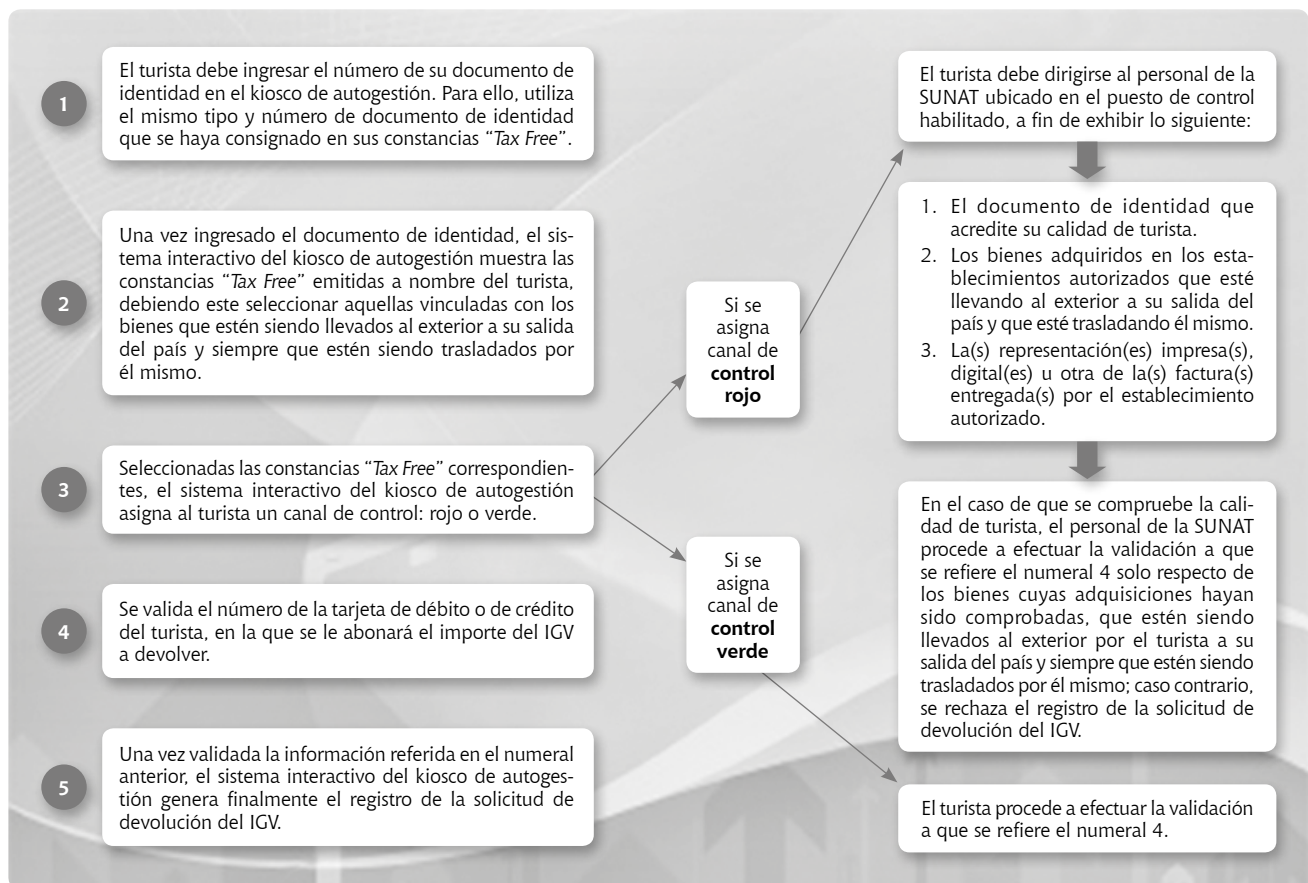 1
El turista debe ingresar el número de su documento de
identidad en el kiosco de autogestión. Para ello, utiliza
el mismo tipo y número de documento de identidad
que se haya consignado en sus constancias “Tax Free”.
2
Una vez ingresado el documento de identidad, el sis-
tema interactivo del kiosco de autogestión muestra las
constancias “Tax Free” emitidas a nombre del turista,
debiendo este seleccionar aquellas vinculadas con los
bienes que estén siendo llevados al exterior a su salida
del país y siempre que estén siendo trasladados por
él mismo.
3
Seleccionadas las constancias “Tax Free” correspondien-
tes, el sistema interactivo del kiosco de autogestión
asigna al turista un canal de control: rojo o verde.
4
Se valida el número de la tarjeta de débito o de crédito
del turista, en la que se le abonará el importe del IGV
a devolver.
5
Una vez validada la información referida en el numeral
anterior, el sistema interactivo del kiosco de autoges-
tión genera finalmente el registro de la solicitud de
devolución del IGV.
Si se
asigna
canal de
control
rojo
Si se
asigna
canal de
control
verde
El turista debe dirigirse al personal de la
SUNAT ubicado en el puesto de control
habilitado, a fin de exhibir lo siguiente:
1. El documento de identidad que
acredite su calidad de turista.
2. Los bienes adquiridos en los esta-
blecimientos autorizados que esté
llevando al exterior a su salida del
país y que esté trasladando él mismo.
3. La(s) representación(es) impresa(s),
digital(es) u otra de la(s) factura(s)
entregada(s) por el establecimiento
autorizado.
En el caso de que se compruebe la cali-
dad de turista, el personal de la SUNAT
procede a efectuar la validación a que
se refiere el numeral 4 solo respecto de
los bienes cuyas adquisiciones hayan
sido comprobadas, que estén siendo
llevados al exterior por el turista a su
salida del país y siempre que estén siendo
trasladados por él mismo; caso contrario,
se rechaza el registro de la solicitud de
devolución del IGV.
El turista procede a efectuar la validación
a que se refiere el numeral 4.